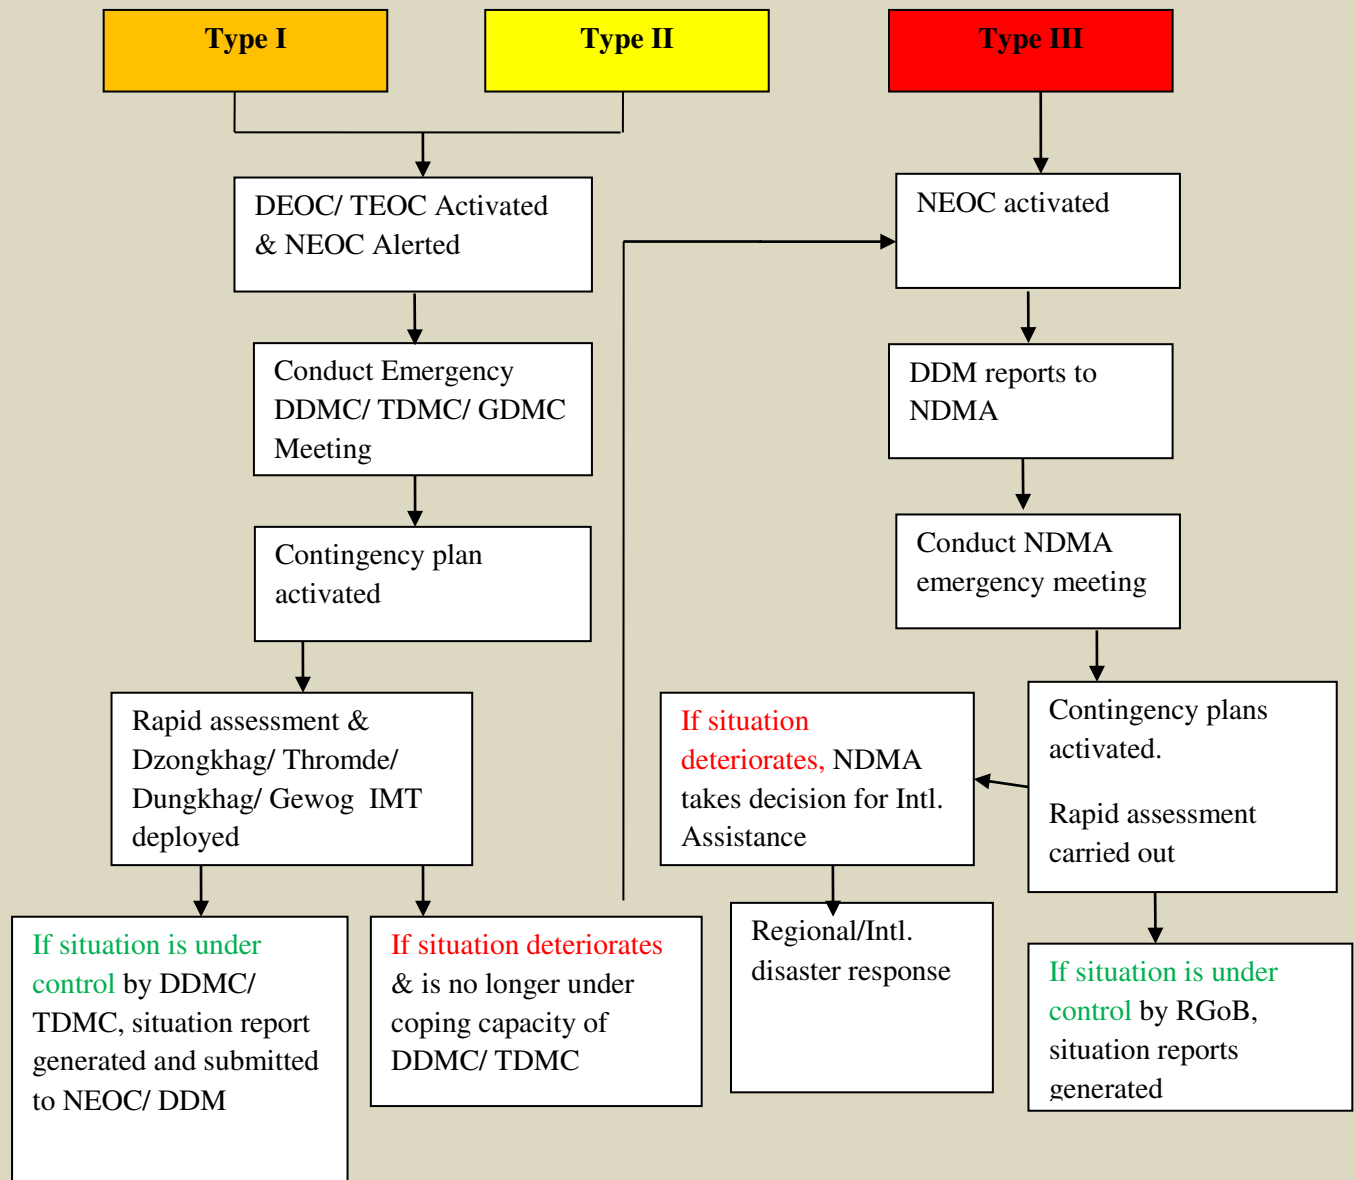 Type I
Type II
Type III
DEOC/ TEOC Activated
& NEOC Alerted
NEOC activated
Conduct Emergency
DDMC/ TDMC/ GDMC
Meeting
DDM reports to
NDMA
Contingency plan
activated
Conduct NDMA
emergency meeting
Rapid assessment &
Dzongkhag/ Thromde/
Dungkhag/ Gewog  IMT
deployed
If situation
deteriorates, NDMA
takes decision for Intl.
Assistance
Contingency plans
activated.
Rapid assessment
carried out
If situation is under
control by DDMC/
TDMC, situation report
generated and submitted
to NEOC/ DDM
If situation deteriorates
& is no longer under
coping capacity of
DDMC/ TDMC
Regional/Intl.
disaster response
If situation is under
control by RGoB,
situation reports
generated